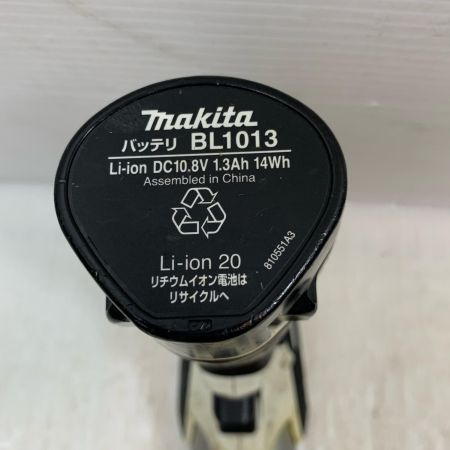 makita
バッテリ BL1013
Li-ion DC10.8V 1.3Ah 14Wh
Assembled in China
Li-ion 20
リチウムイオン電池は
リサイクルへ
810551A3